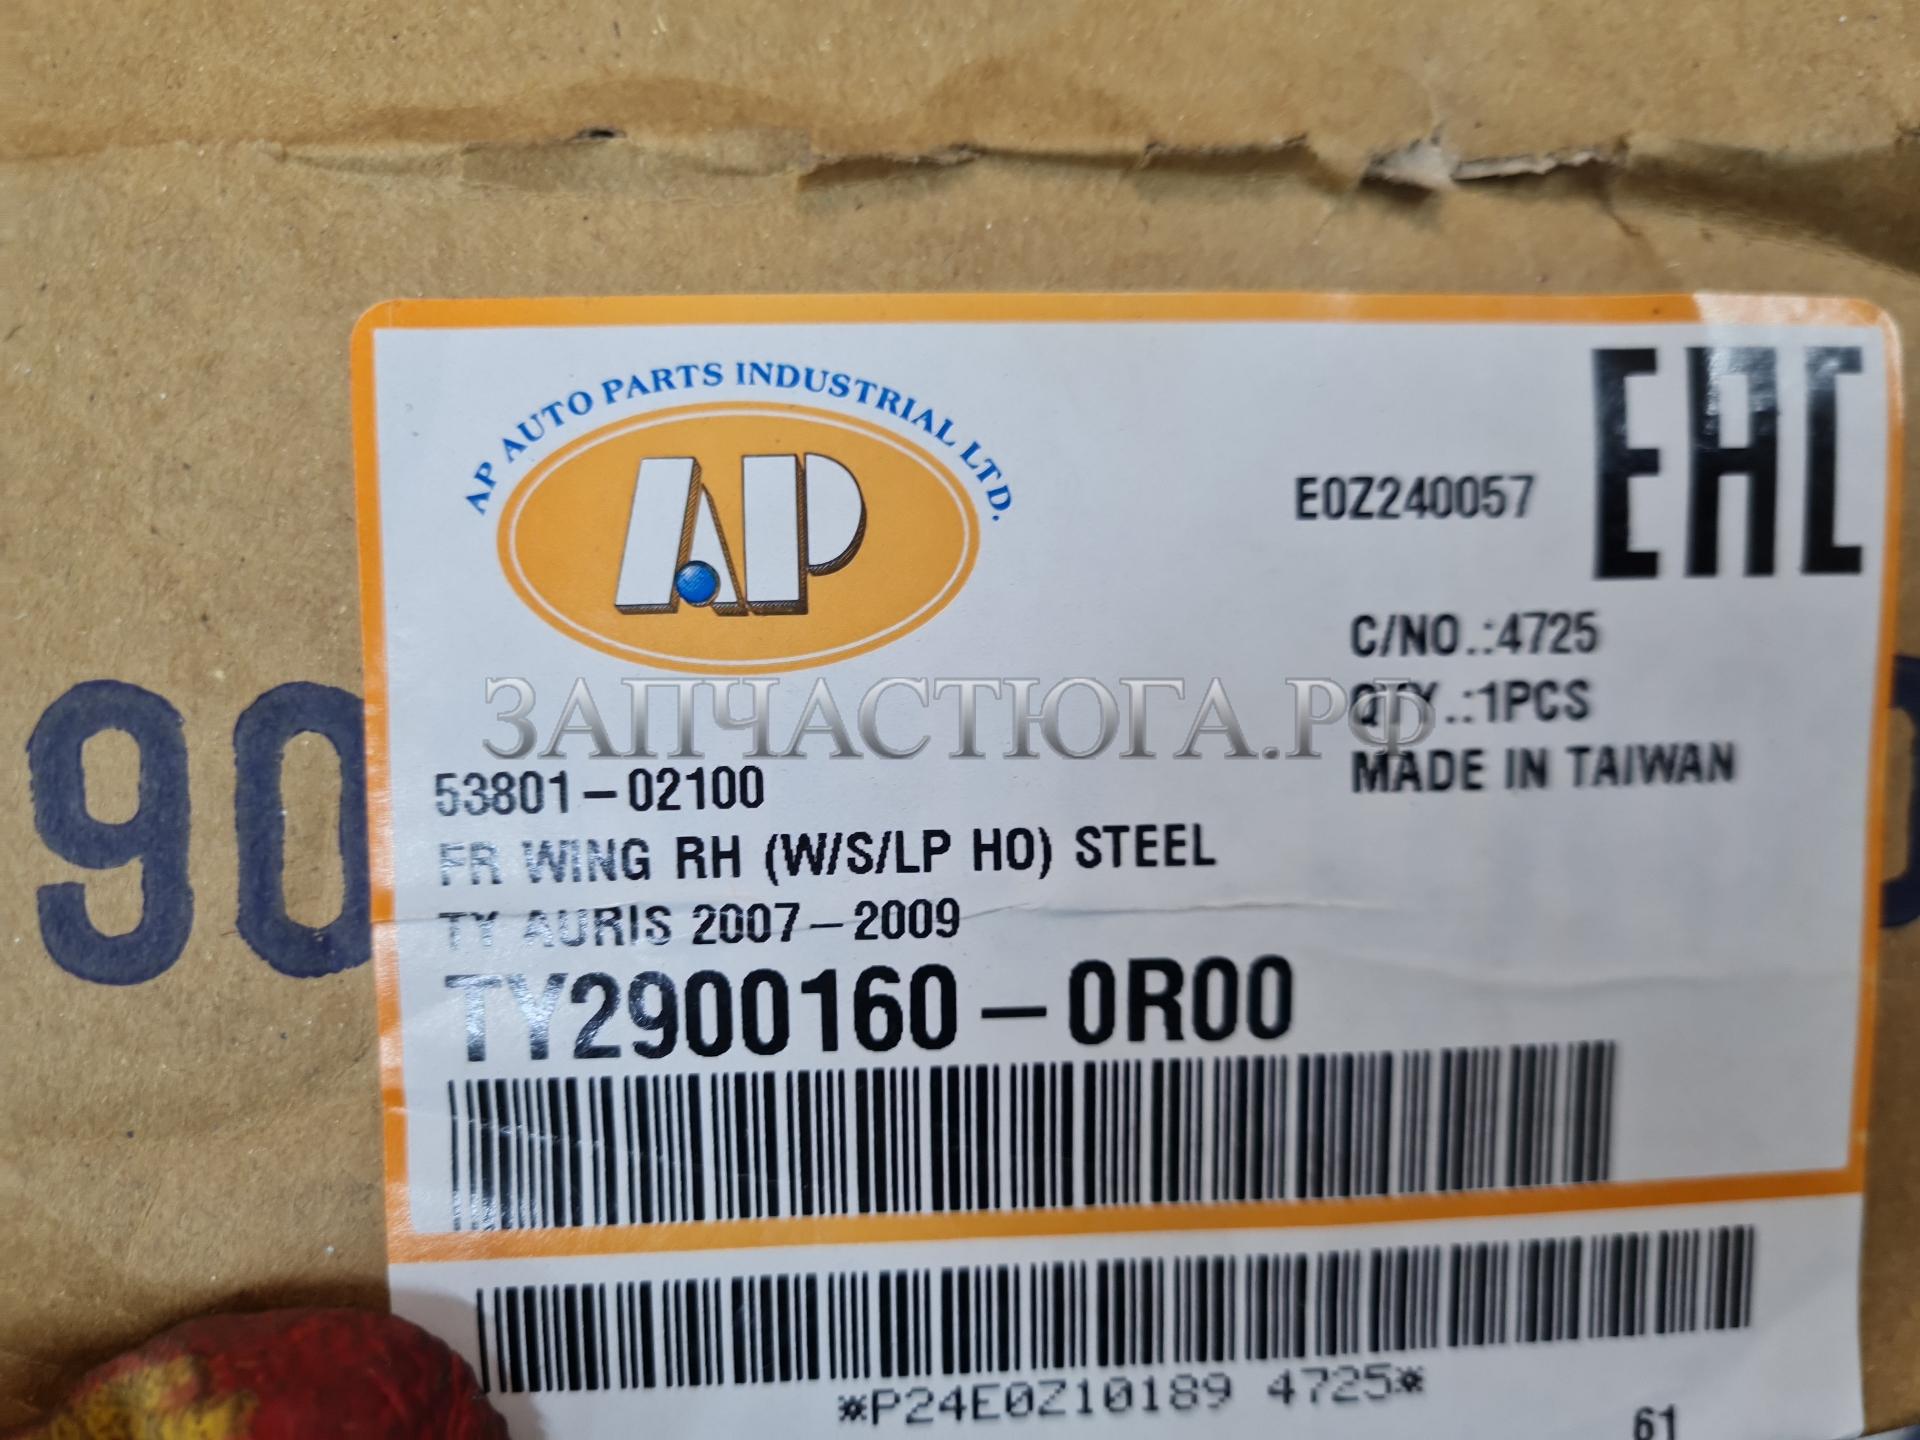 AP AUTO PARTS INDUSTRIAL LTD.
AP
E0Z240057
EAC
C/NO.:4725
QTY.:1PCS
MADE IN TAIWAN
ЗАПЧАСТЮГА.РФ
53801-02100
FR WING RH (W/S/LP HO) STEEL
TY AURIS 2007-2009
TY2900160-0R00
90
*P24E0Z10189 4725*
61